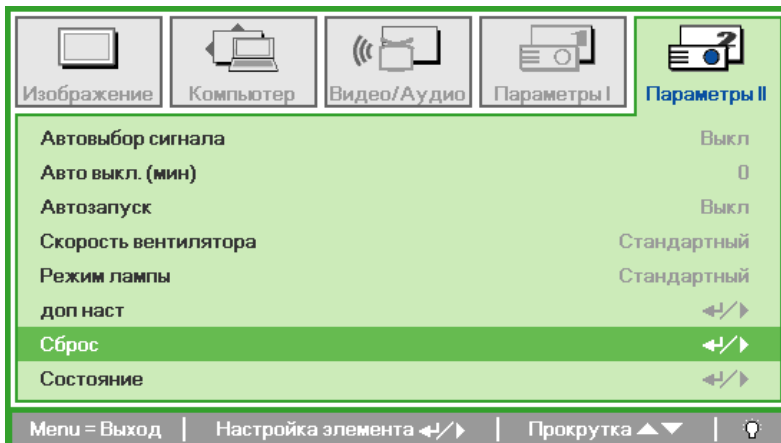 Изображение
Компьютер
Видео/Аудио
Параметры I
Параметры II
Автовыбор сигнала Выкл
Авто выкл. (мин) 0
Автозапуск Выкл
Скорость вентилятора Стандартный
Режим лампы Стандартный
доп наст
Сброс
Состояние
Menu = Выход | Настройка элемента | Прокрутка